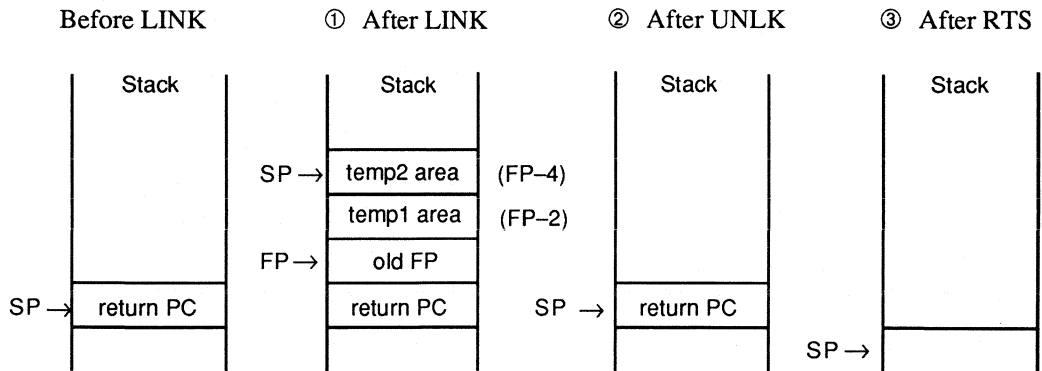 Before LINK
① After LINK
② After UNLK
③ After RTS
Stack
Stack
Stack
Stack
SP → temp2 area (FP–4)
temp1 area (FP–2)
FP → old FP
SP → return PC
return PC
SP → return PC
SP →